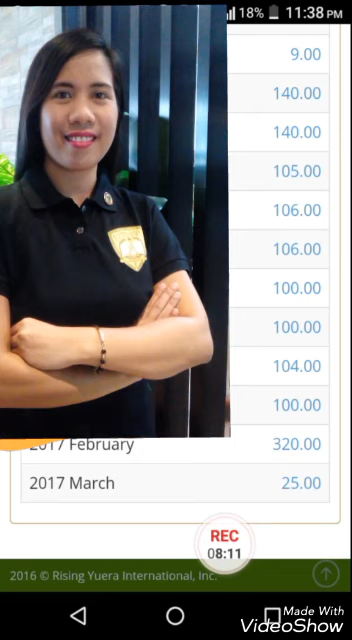 18% 11:38 PM
9.00
140.00
140.00
105.00
106.00
106.00
100.00
100.00
104.00
100.00
2017 February 320.00
2017 March 25.00
REC
08:11
2016 © Rising Yuera International, Inc.
Made With
VideoShow